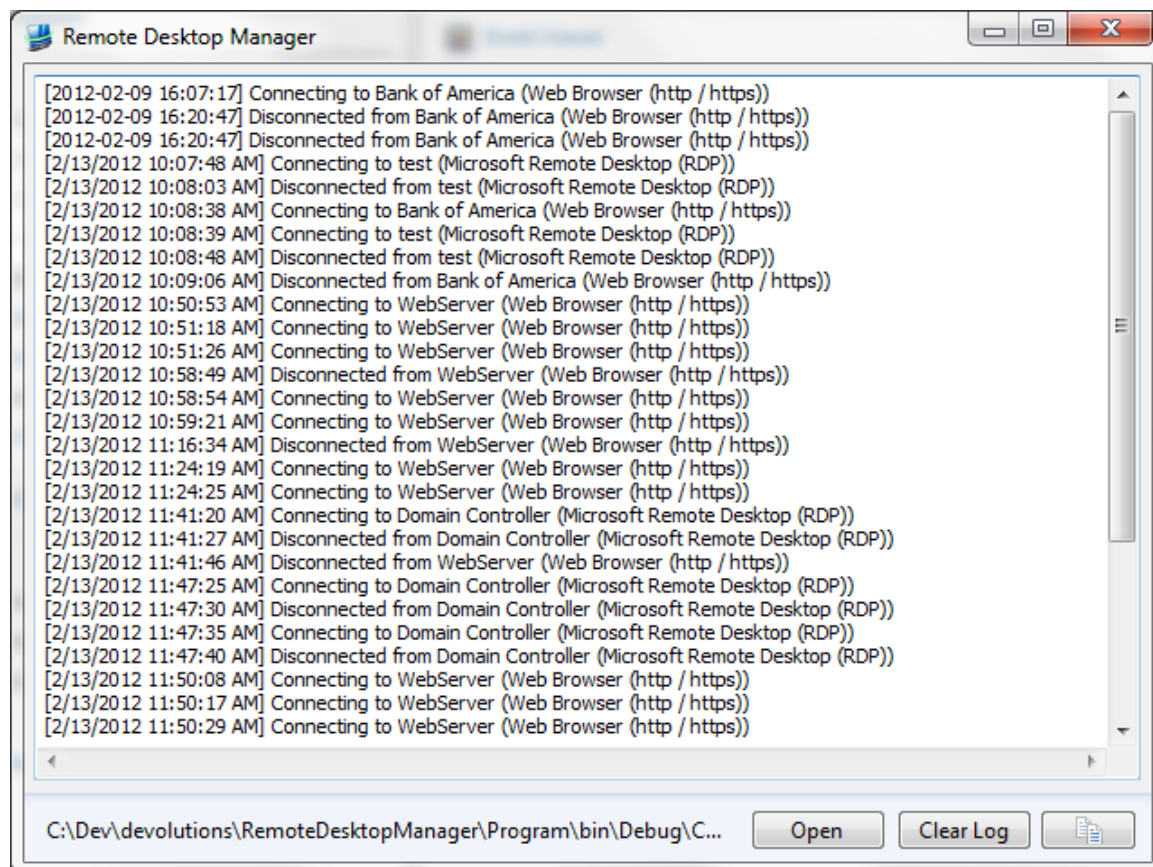 Remote Desktop Manager
[2012-02-09 16:07:17] Connecting to Bank of America (Web Browser (http / https))
[2012-02-09 16:20:47] Disconnected from Bank of America (Web Browser (http / https))
[2012-02-09 16:20:47] Disconnected from Bank of America (Web Browser (http / https))
[2/13/2012 10:07:48 AM] Connecting to test (Microsoft Remote Desktop (RDP))
[2/13/2012 10:08:03 AM] Disconnected from test (Microsoft Remote Desktop (RDP))
[2/13/2012 10:08:38 AM] Connecting to Bank of America (Web Browser (http / https))
[2/13/2012 10:08:39 AM] Connecting to test (Microsoft Remote Desktop (RDP))
[2/13/2012 10:08:48 AM] Disconnected from test (Microsoft Remote Desktop (RDP))
[2/13/2012 10:09:06 AM] Disconnected from Bank of America (Web Browser (http / https))
[2/13/2012 10:50:53 AM] Connecting to WebServer (Web Browser (http / https))
[2/13/2012 10:51:18 AM] Connecting to WebServer (Web Browser (http / https))
[2/13/2012 10:51:26 AM] Connecting to WebServer (Web Browser (http / https))
[2/13/2012 10:58:49 AM] Disconnected from WebServer (Web Browser (http / https))
[2/13/2012 10:58:54 AM] Connecting to WebServer (Web Browser (http / https))
[2/13/2012 10:59:21 AM] Connecting to WebServer (Web Browser (http / https))
[2/13/2012 11:16:34 AM] Disconnected from WebServer (Web Browser (http / https))
[2/13/2012 11:24:19 AM] Connecting to WebServer (Web Browser (http / https))
[2/13/2012 11:24:25 AM] Connecting to WebServer (Web Browser (http / https))
[2/13/2012 11:41:20 AM] Connecting to Domain Controller (Microsoft Remote Desktop (RDP))
[2/13/2012 11:41:27 AM] Disconnected from Domain Controller (Microsoft Remote Desktop (RDP))
[2/13/2012 11:41:46 AM] Disconnected from WebServer (Web Browser (http / https))
[2/13/2012 11:47:25 AM] Connecting to Domain Controller (Microsoft Remote Desktop (RDP))
[2/13/2012 11:47:30 AM] Disconnected from Domain Controller (Microsoft Remote Desktop (RDP))
[2/13/2012 11:47:35 AM] Connecting to Domain Controller (Microsoft Remote Desktop (RDP))
[2/13/2012 11:47:40 AM] Disconnected from Domain Controller (Microsoft Remote Desktop (RDP))
[2/13/2012 11:50:08 AM] Connecting to WebServer (Web Browser (http / https))
[2/13/2012 11:50:17 AM] Connecting to WebServer (Web Browser (http / https))
[2/13/2012 11:50:29 AM] Connecting to WebServer (Web Browser (http / https))
C:\Dev\devolutions\RemoteDesktopManager\Program\bin\Debug\C... Open Clear Log